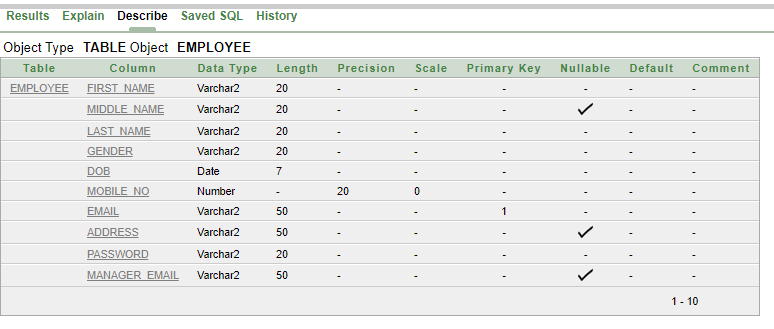 Results Explain Describe Saved SQL History
Object Type TABLE Object EMPLOYEE
Table Column Data Type Length Precision Scale Primary Key Nullable Default Comment
EMPLOYEE FIRST_NAME Varchar2 20 - - - - - -
MIDDLE_NAME Varchar2 20 - - - ✓ - -
LAST_NAME Varchar2 20 - - - - - -
GENDER Varchar2 20 - - - - - -
DOB Date 7 - - - - - -
MOBILE_NO Number - 20 0 - - - -
EMAIL Varchar2 50 - - 1 - - -
ADDRESS Varchar2 50 - - - ✓ - -
PASSWORD Varchar2 20 - - - - - -
MANAGER_EMAIL Varchar2 50 - - - ✓ - -
1 - 10